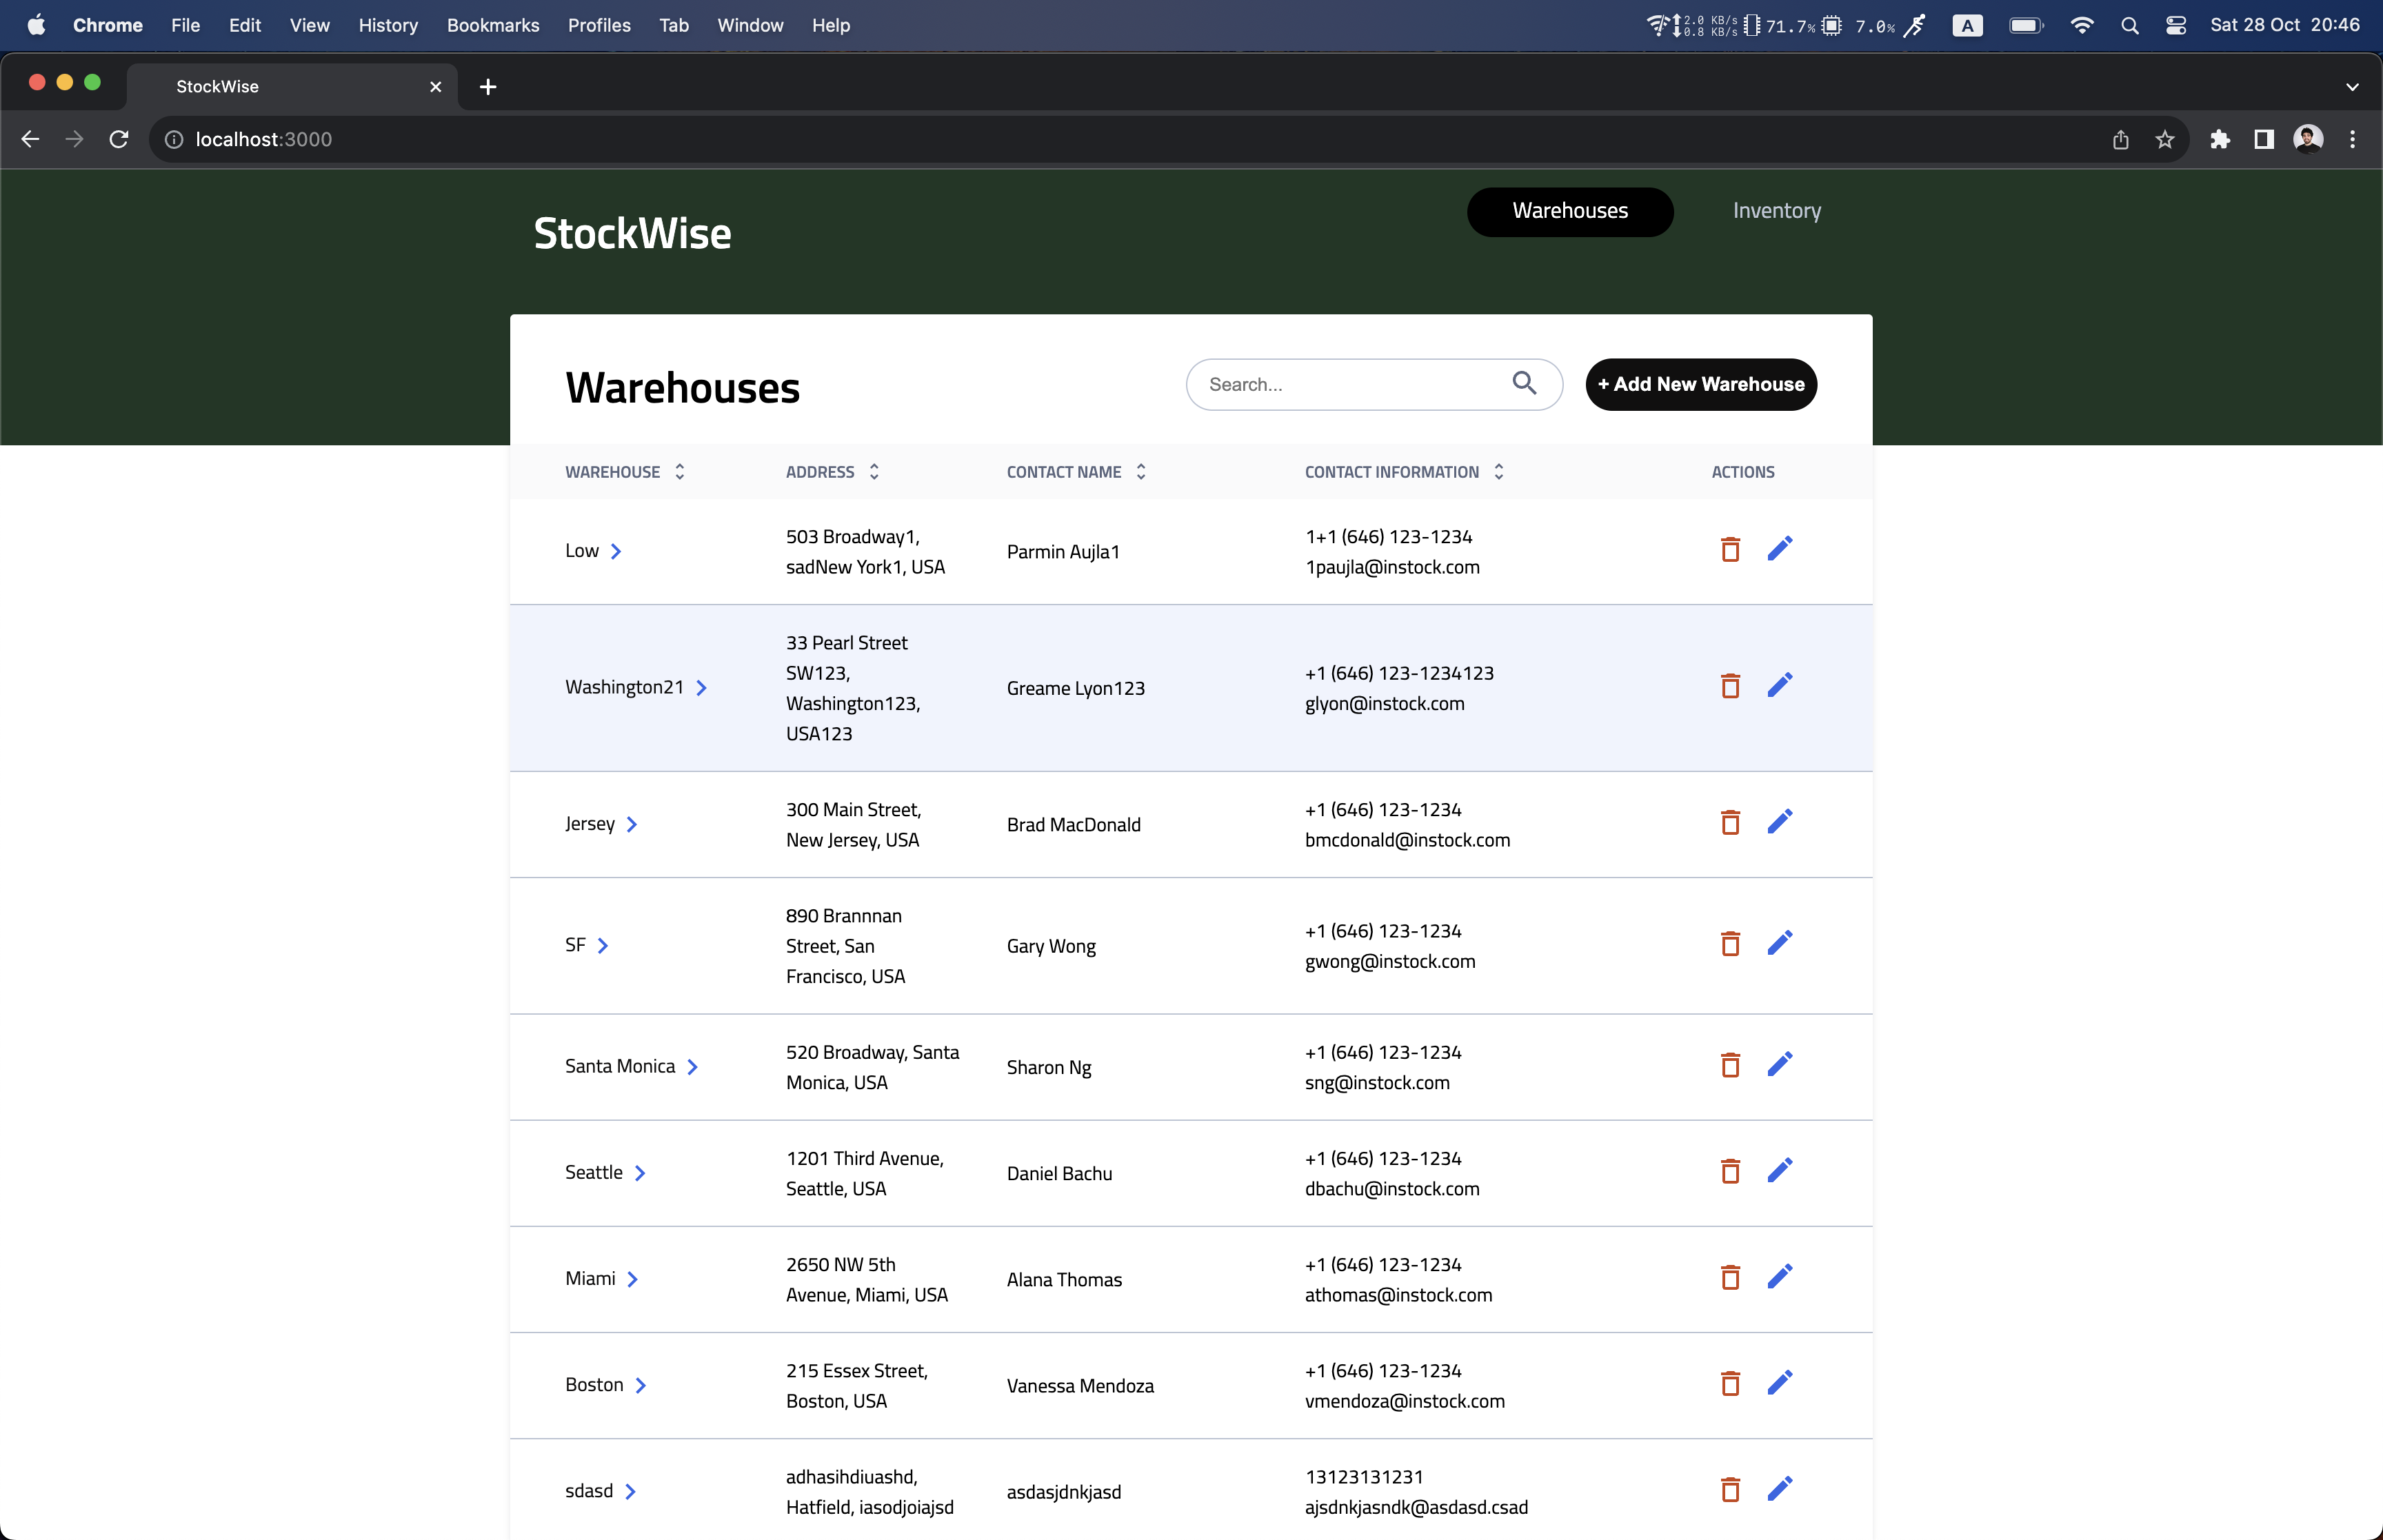 Chrome File Edit View History Bookmarks Profiles Tab Window Help 2.0 KB/s 0.8 KB/s 71.7% 7.0% A Sat 28 Oct 20:46
StockWise
localhost:3000
StockWise Warehouses Inventory
Warehouses Search... + Add New Warehouse
WAREHOUSE ADDRESS CONTACT NAME CONTACT INFORMATION ACTIONS
Low
503 Broadway1,
sadNew York1, USA
Parmin Aujla1
1+1 (646) 123-1234
1paujla@instock.com
Washington21
33 Pearl Street
SW123,
Washington123,
USA123
Greame Lyon123
+1 (646) 123-1234123
glyon@instock.com
Jersey
300 Main Street,
New Jersey, USA
Brad MacDonald
+1 (646) 123-1234
bmcdonald@instock.com
SF
890 Brannnan
Street, San
Francisco, USA
Gary Wong
+1 (646) 123-1234
gwong@instock.com
Santa Monica
520 Broadway, Santa
Monica, USA
Sharon Ng
+1 (646) 123-1234
sng@instock.com
Seattle
1201 Third Avenue,
Seattle, USA
Daniel Bachu
+1 (646) 123-1234
dbachu@instock.com
Miami
2650 NW 5th
Avenue, Miami, USA
Alana Thomas
+1 (646) 123-1234
athomas@instock.com
Boston
215 Essex Street,
Boston, USA
Vanessa Mendoza
+1 (646) 123-1234
vmendoza@instock.com
sdasd
adhasihdiuashd,
Hatfield, iasodjoiajsd
asdasjdnkjasd
13123131231
ajsdnkjasndk@asdasd.csad